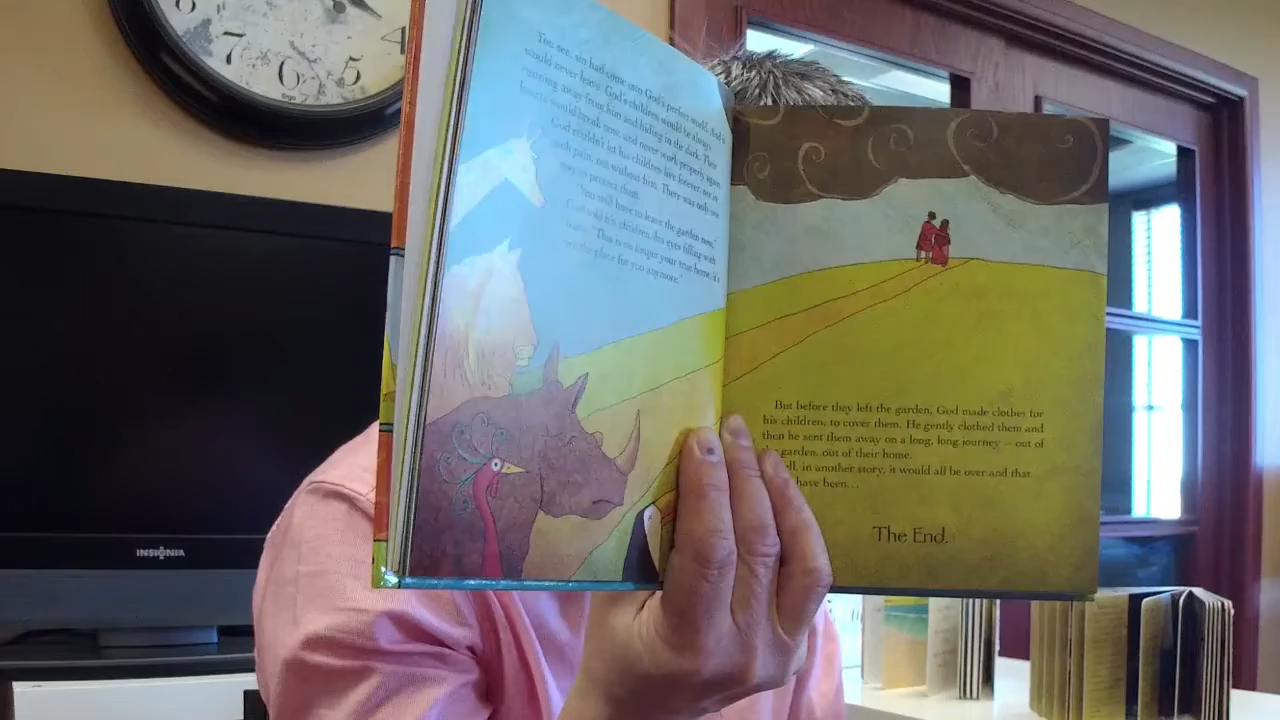 4
7
6
5
INSIGNIA
You see, sin had come into God's perfect world. And it
would never leave. God's children would be always
running away from him and hiding in the dark. Their
hearts would break now, and never work properly again.
God couldn't let his children live forever, not in
such pain, not without him. There was only one
way to protect them.
"You will have to leave the garden now,"
God told his children, his eyes filling with
tears. "This is no longer your true home, it's
not the place for you anymore."
But before they left the garden, God made clothes for
his children, to cover them. He gently clothed them and
then he sent them away on a long, long journey – out of
garden, out of their home.
in another story, it would all be over and that
have been...
The End.